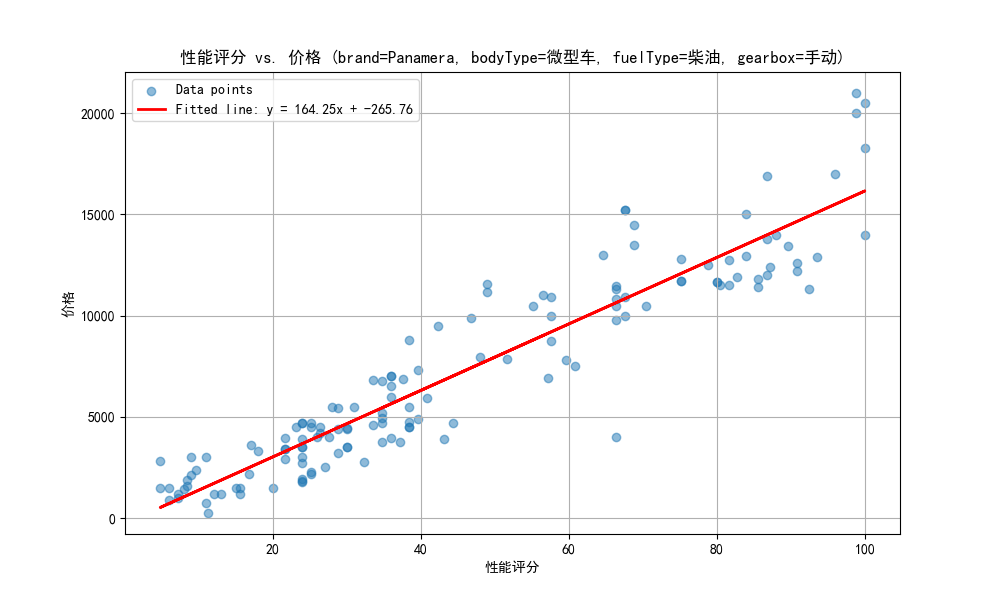 性能评分 vs. 价格 (brand=Panamera, bodyType=微型车, fuelType=柴油, gearbox=手动)
Data points
Fitted line: y = 164.25x + -265.76
价格
20000
15000
10000
5000
0
20 40 60 80 100
性能评分